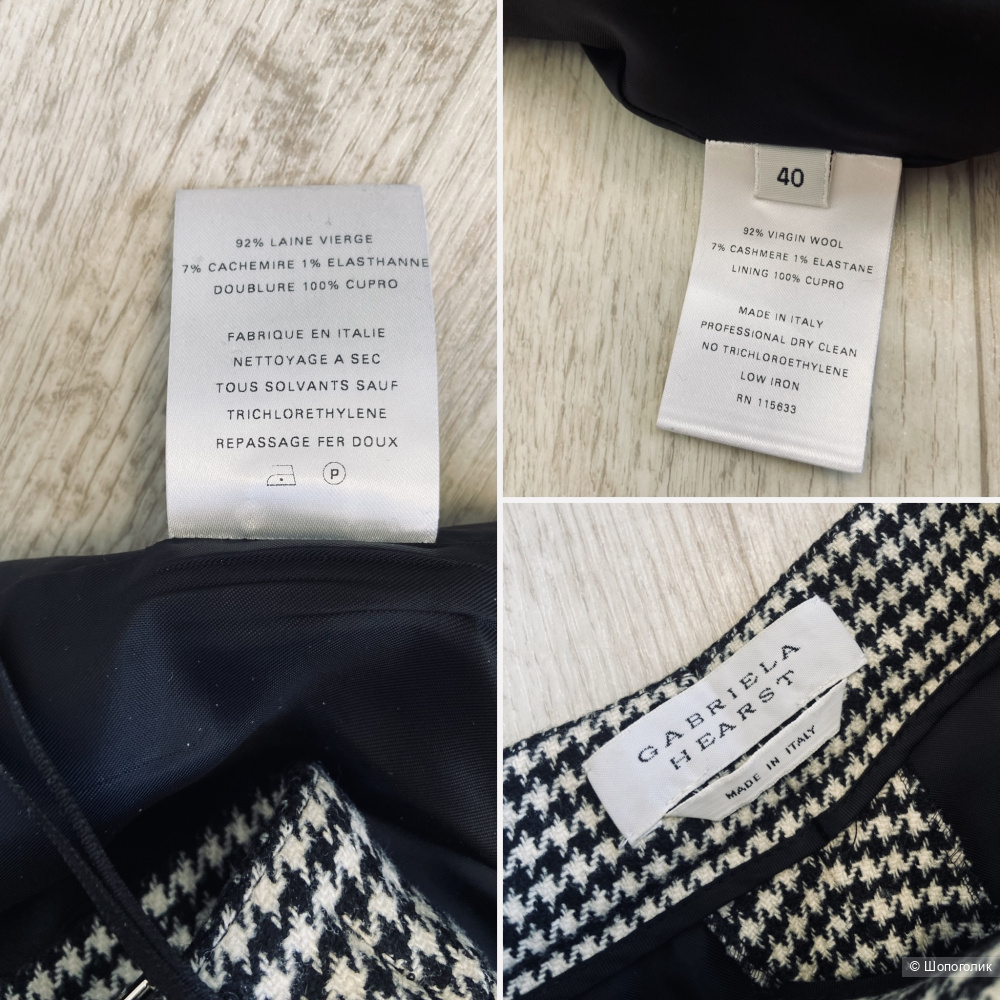 92% LAINE VIERGE
7% CACHEMIRE 1% ELASTHANNE
DOUBLURE 100% CUPRO
FABRIQUE EN ITALIE
NETTOYAGE A SEC
TOUS SOLVANTS SAUF
TRICHLORETHYLENE
REPASSAGE FER DOUX
P
40
92% VIRGIN WOOL
7% CASHMERE 1% ELASTANE
LINING 100% CUPRO
MADE IN ITALY
PROFESSIONAL DRY CLEAN
NO TRICHLOROETHYLENE
LOW IRON
RN 115633
GABRIELA
HEARST
MADE IN ITALY
© Шопоголик